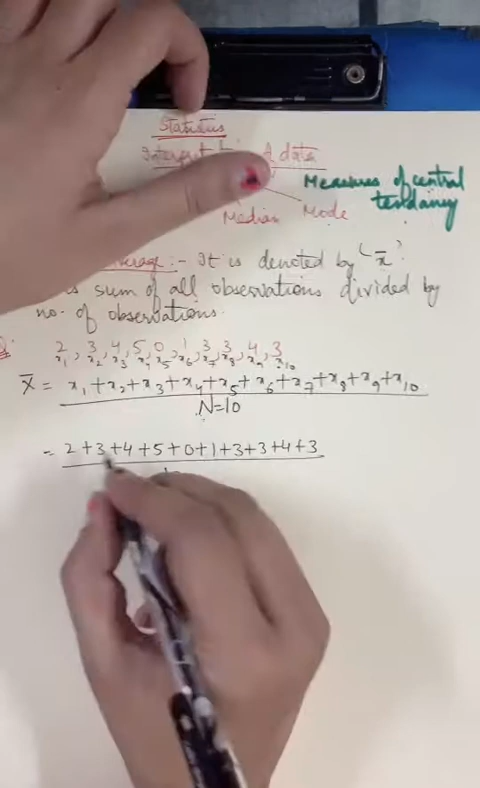 Statistics
A data
Measures of central
tendancy
Median Mode
:- It is denoted by ‘x̄’
sum of all observations divided by
no. of observations.
2, 3, 4, 5, 0, 1, 3, 3, 4, 3
x₁ x₂ x₃ x₄ x₅ x₆ x₇ x₈ x₉ x₁₀
x̄ = x₁+x₂+x₃+x₄+x₅+x₆+x₇+x₈+x₉+x₁₀
N=10
= 2+3+4+5+0+1+3+3+4+3